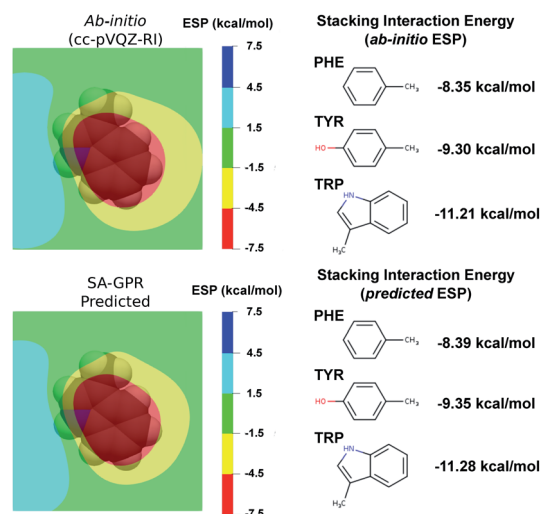 Ab-initio
(cc-pVQZ-RI)
ESP (kcal/mol)
7.5
4.5
1.5
-1.5
-4.5
-7.5
Stacking Interaction Energy
(ab-initio ESP)
PHE
CH₃
-8.35 kcal/mol
TYR
HO
CH₃
-9.30 kcal/mol
TRP
HN
H₃C
-11.21 kcal/mol
SA-GPR
Predicted
ESP (kcal/mol)
7.5
4.5
1.5
-1.5
-4.5
-7.5
Stacking Interaction Energy
(predicted ESP)
PHE
CH₃
-8.39 kcal/mol
TYR
HO
CH₃
-9.35 kcal/mol
TRP
HN
H₃C
-11.28 kcal/mol